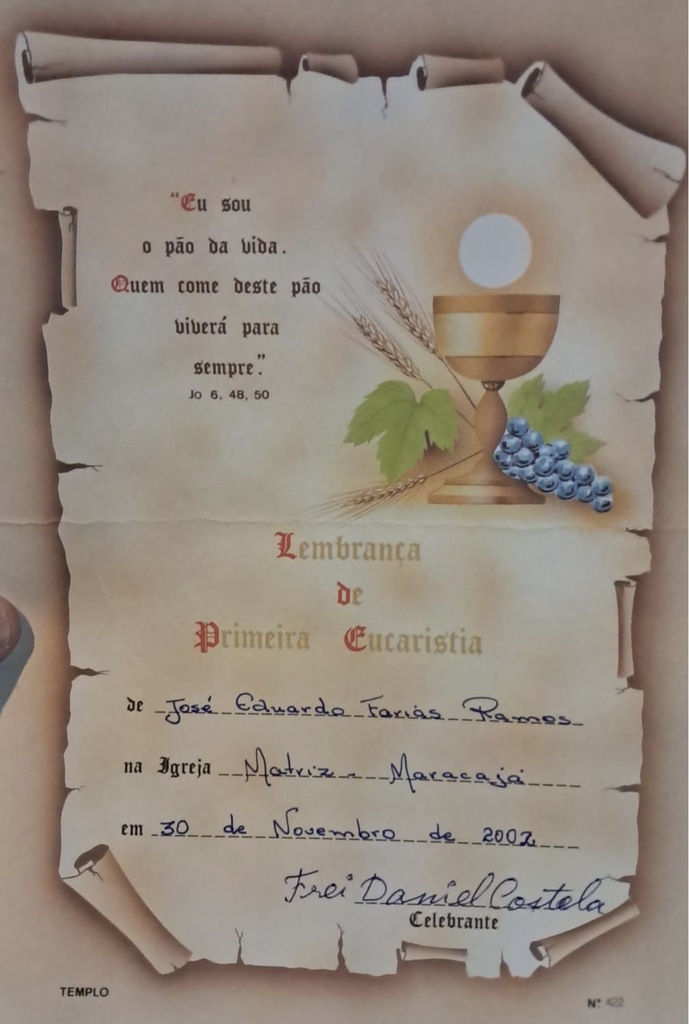 “Eu sou
o pão da vida.
Quem come deste pão
viverá para
sempre.”
Jo 6, 48, 50
Lembrança
de
Primeira Eucaristia
de José Eduardo Farias Ramos
na Igreja Matriz - Maracajá
em 30 de Novembro de 2002
Frei Daniel Costela
Celebrante
TEMPLO
Nº 422